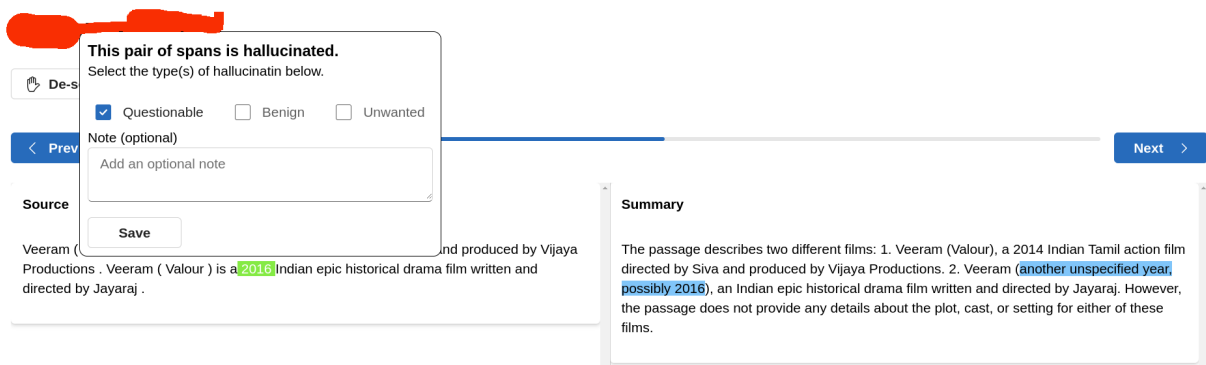 This pair of spans is hallucinated.
Select the type(s) of hallucinatin below.
De-s
Questionable
Benign
Unwanted
Note (optional)
Prev
Next
Add an optional note
Save
Source
Veeram ( nd produced by Vijaya
Productions . Veeram ( Valour ) is a 2016 Indian epic historical drama film written and
directed by Jayaraj .
Summary
The passage describes two different films: 1. Veeram (Valour), a 2014 Indian Tamil action film
directed by Siva and produced by Vijaya Productions. 2. Veeram (another unspecified year,
possibly 2016), an Indian epic historical drama film written and directed by Jayaraj. However,
the passage does not provide any details about the plot, cast, or setting for either of these
films.